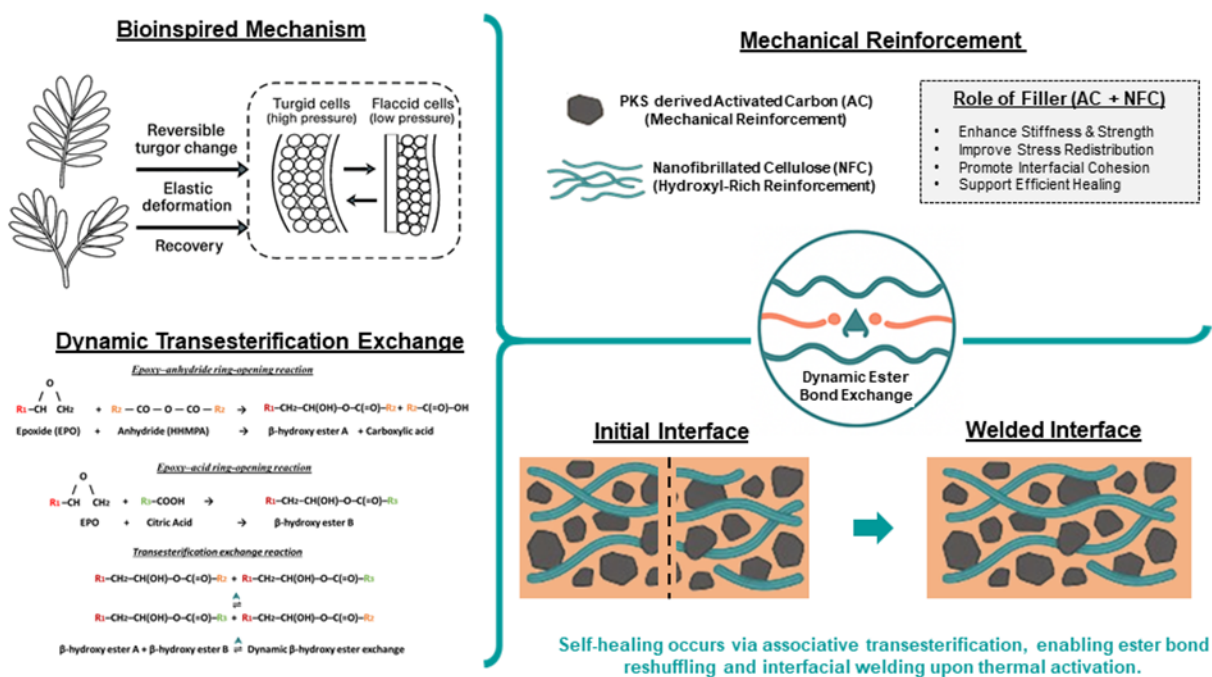 Bioinspired Mechanism
Reversible
turgor change
Elastic
deformation
Recovery
Turgid cells
(high pressure)
Flaccid cells
(low pressure)
Dynamic Transesterification Exchange
Epoxy–anhydride ring-opening reaction
O
R₁–CH CH₂ + R₂ — CO — O — CO – R₂ → R₁–CH₂–CH(OH)–O–C(=O)–R₂ + R₂–C(=O)–OH
Epoxide (EPO) + Anhydride (HHMPA) → β-hydroxy ester A + Carboxylic acid
Epoxy–acid ring-opening reaction
O
R₁–CH CH₂ + R₃–COOH → R₁–CH₂–CH(OH)–O–C(=O)–R₃
EPO + Citric Acid → β-hydroxy ester B
Transesterification exchange reaction
R₁–CH₂–CH(OH)–O–C(=O)–R₂ + R₁–CH₂–CH(OH)–O–C(=O)–R₃
⇌
R₁–CH₂–CH(OH)–O–C(=O)–R₃ + R₁–CH₂–CH(OH)–O–C(=O)–R₂
β-hydroxy ester A + β-hydroxy ester B ⇌ Dynamic β-hydroxy ester exchange
Mechanical Reinforcement
PKS derived Activated Carbon (AC)
(Mechanical Reinforcement)
Nanofibrillated Cellulose (NFC)
(Hydroxyl-Rich Reinforcement)
Role of Filler (AC + NFC)
• Enhance Stiffness & Strength
• Improve Stress Redistribution
• Promote Interfacial Cohesion
• Support Efficient Healing
Dynamic Ester
Bond Exchange
Initial Interface
Welded Interface
Self-healing occurs via associative transesterification, enabling ester bond
reshuffling and interfacial welding upon thermal activation.